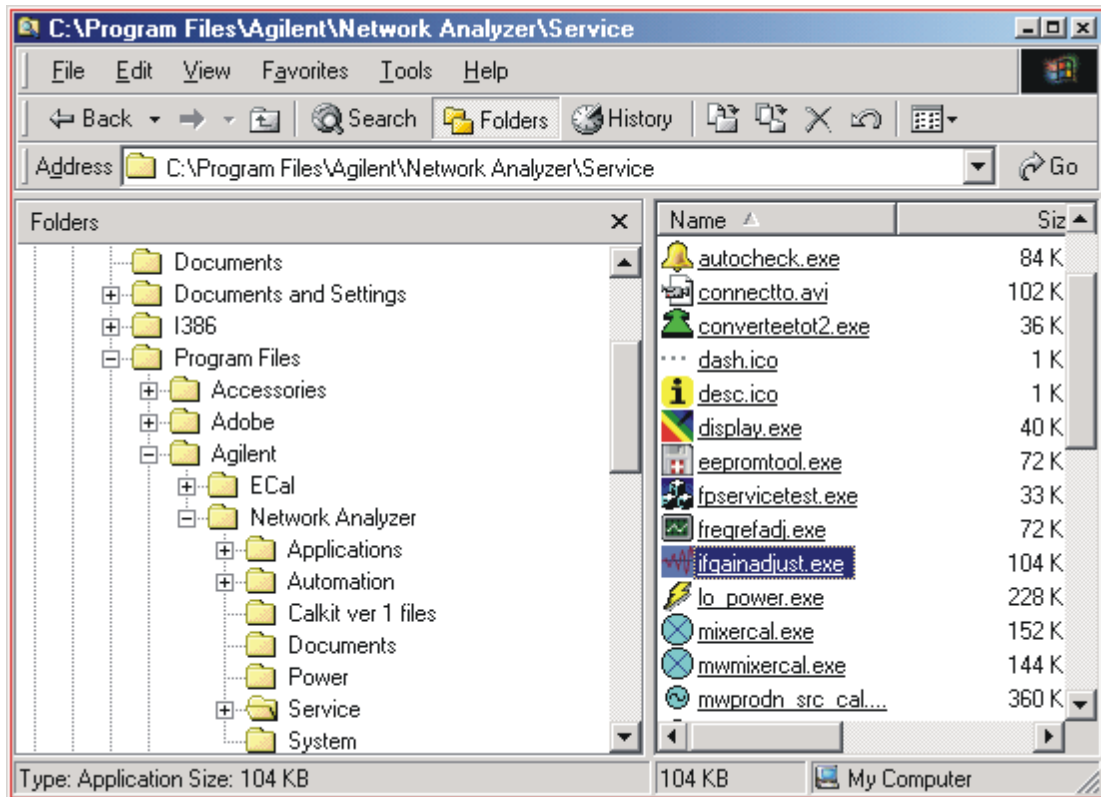 C:\Program Files\Agilent\Network Analyzer\Service
File Edit View Favorites Tools Help
Back Search Folders History
Address C:\Program Files\Agilent\Network Analyzer\Service Go
Folders
Documents
Documents and Settings
I386
Program Files
Accessories
Adobe
Agilent
ECal
Network Analyzer
Applications
Automation
Calkit ver 1 files
Documents
Power
Service
System
Name Siz
autocheck.exe 84 K
connectto.avi 102 K
converteetot2.exe 36 K
dash.ico 1 K
desc.ico 1 K
display.exe 40 K
eepromtool.exe 72 K
fpservicetest.exe 33 K
freqrefadj.exe 72 K
ifgainadjust.exe 104 K
lo_power.exe 228 K
mixercal.exe 152 K
mwmixercal.exe 144 K
mwprodn_src_cal.... 360 K
Type: Application Size: 104 KB 104 KB My Computer